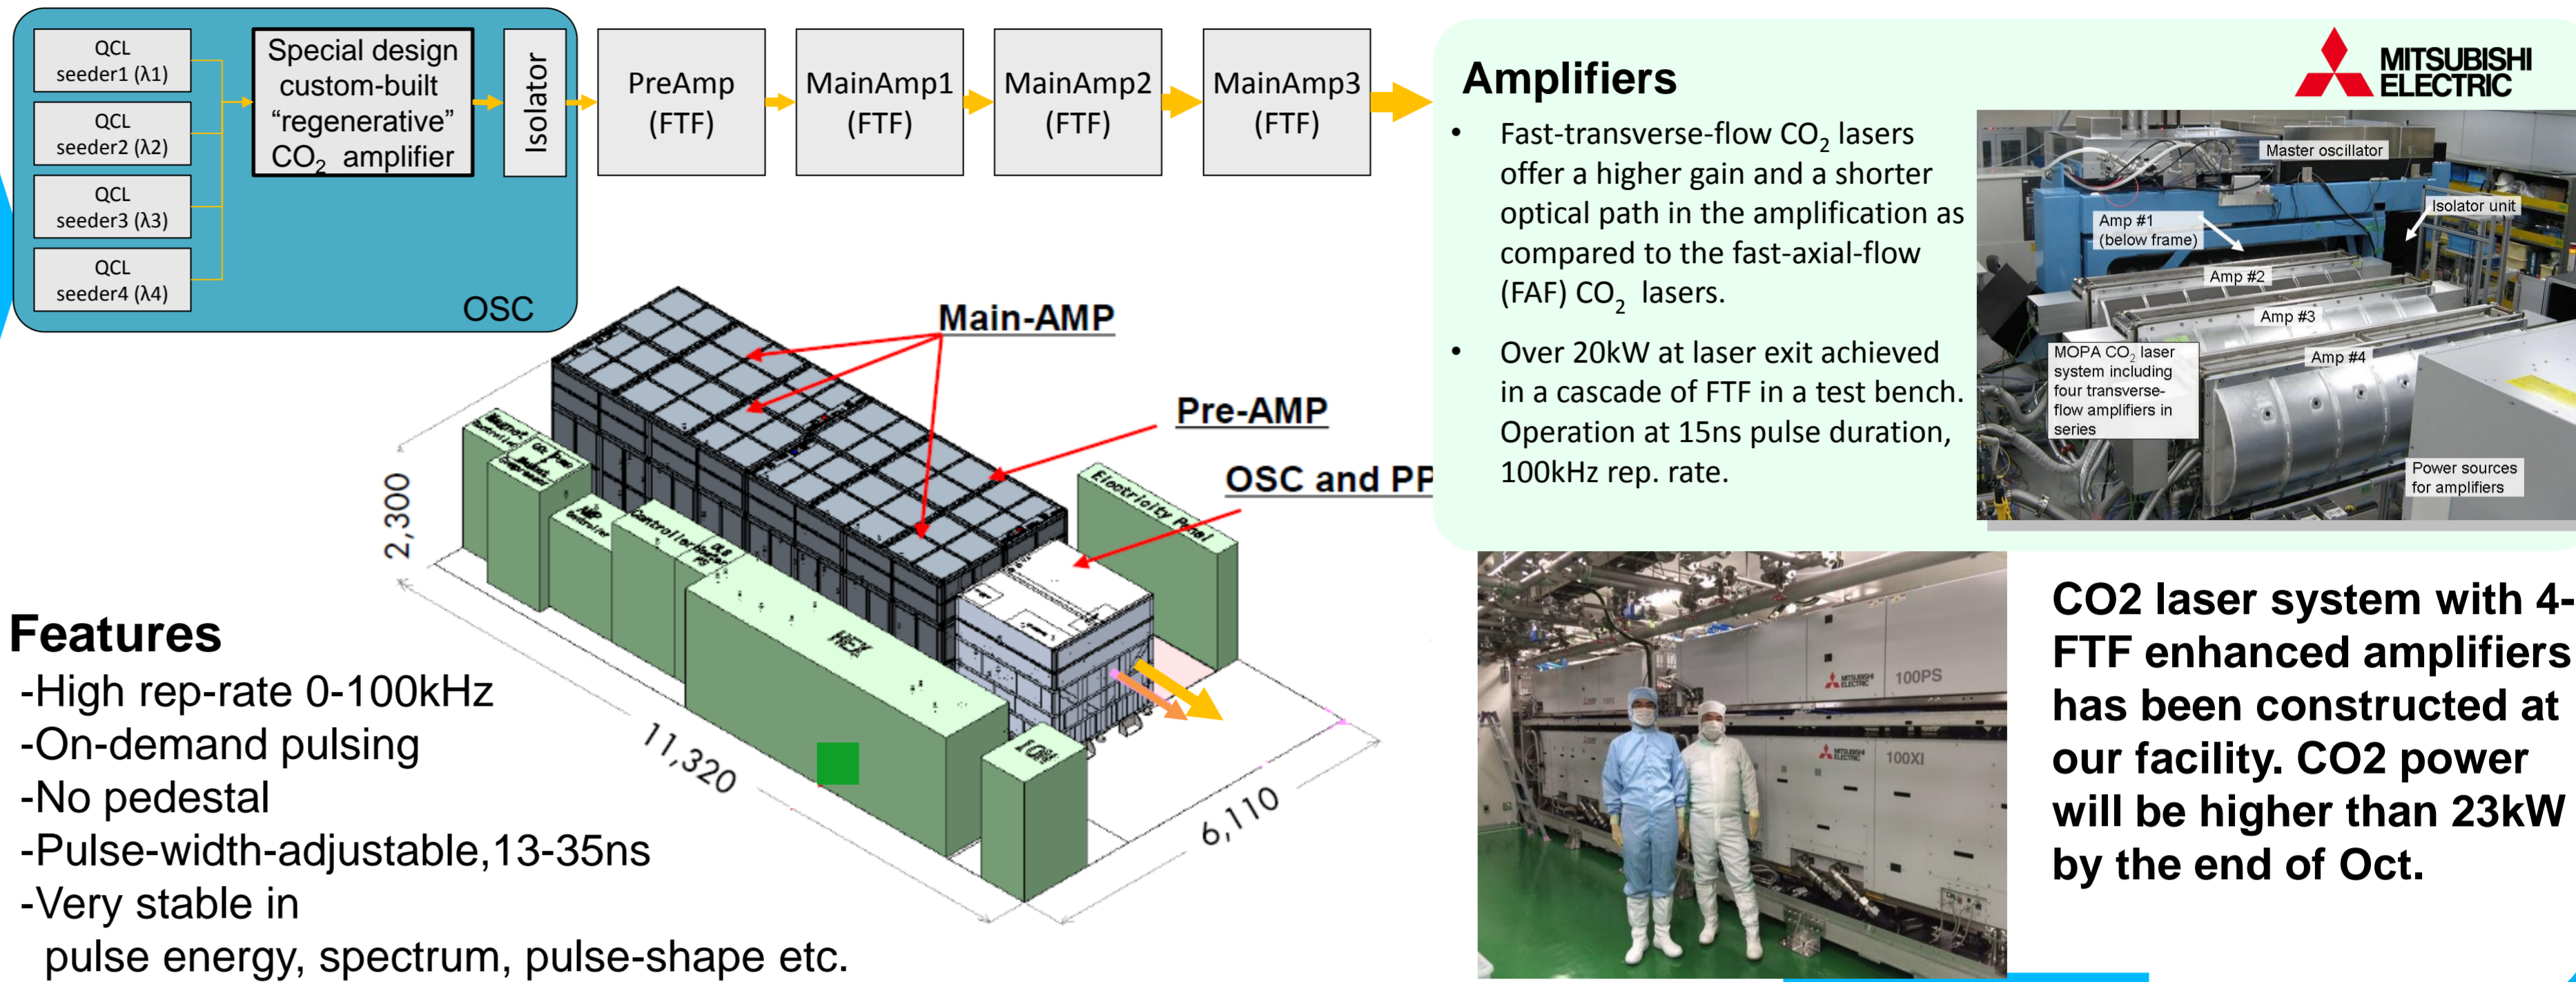 QCL
seeder1 (λ1)
QCL
seeder2 (λ2)
QCL
seeder3 (λ3)
QCL
seeder4 (λ4)
Special design
custom-built
“regenerative”
CO2 amplifier
Isolator
OSC
PreAmp
(FTF)
MainAmp1
(FTF)
MainAmp2
(FTF)
MainAmp3
(FTF)
Main-AMP
Pre-AMP
OSC and PP
Electricity Panel
HEX
2,300
11,320
6,110
Features
-High rep-rate 0-100kHz
-On-demand pulsing
-No pedestal
-Pulse-width-adjustable,13-35ns
-Very stable in
pulse energy, spectrum, pulse-shape etc.
Amplifiers
MITSUBISHI
ELECTRIC
• Fast-transverse-flow CO2 lasers
offer a higher gain and a shorter
optical path in the amplification as
compared to the fast-axial-flow
(FAF) CO2 lasers.
• Over 20kW at laser exit achieved
in a cascade of FTF in a test bench.
Operation at 15ns pulse duration,
100kHz rep. rate.
Master oscillator
Isolator unit
Amp #1
(below frame)
Amp #2
Amp #3
Amp #4
MOPA CO2 laser
system including
four transverse-
flow amplifiers in
series
Power sources
for amplifiers
MITSUBISHI
ELECTRIC
100PS
MITSUBISHI
ELECTRIC
100XI
CO2 laser system with 4-
FTF enhanced amplifiers
has been constructed at
our facility. CO2 power
will be higher than 23kW
by the end of Oct.